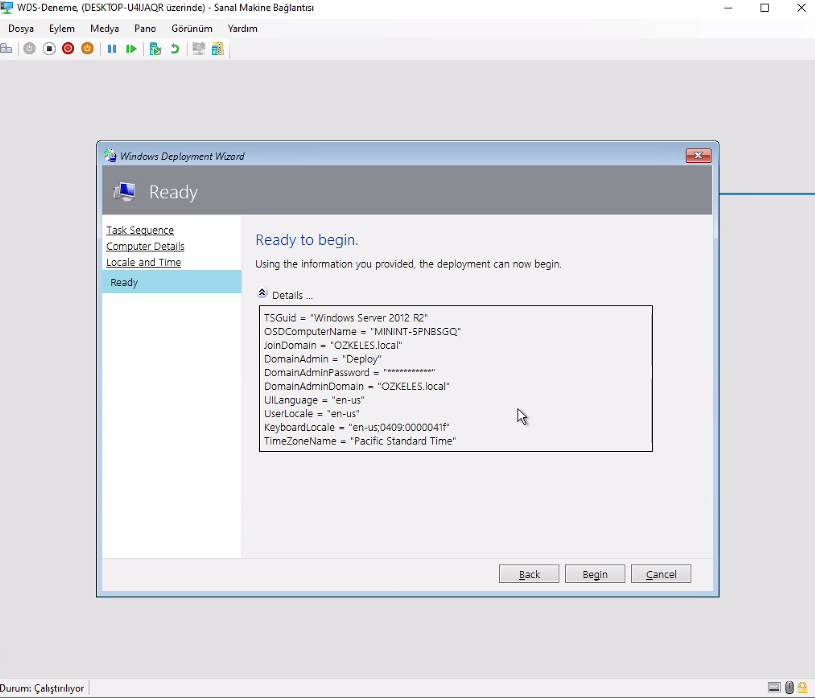 WDS-Deneme, (DESKTOP-U4IJAQR üzerinde) - Sanal Makine Bağlantısı
Dosya Eylem Medya Pano Görünüm Yardım
Windows Deployment Wizard
Ready
Task Sequence
Computer Details
Locale and Time
Ready
Ready to begin.
Using the information you provided, the deployment can now begin.
Details ...
TSGuid = "Windows Server 2012 R2"
OSDComputerName = "MININT-5PNBSGQ"
JoinDomain = "OZKELES.local"
DomainAdmin = "Deploy"
DomainAdminPassword = "***********"
DomainAdminDomain = "OZKELES.local"
UILanguage = "en-us"
UserLocale = "en-us"
KeyboardLocale = "en-us;0409:0000041f"
TimeZoneName = "Pacific Standard Time"
Back Begin Cancel
Durum: Çalıştırılıyor